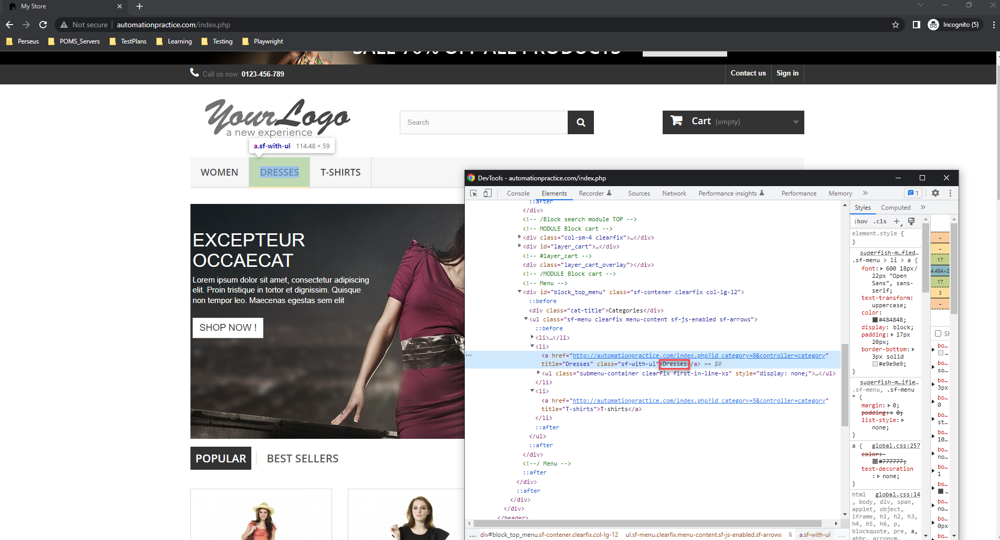 My Store
Not secure
automationpractice.com/index.php
Incognito (5)
Perseus
POMS_Servers
TestPlans
Learning
Testing
Playwright
Call us now: 0123-456-789
Contact us
Sign in
YourLogo
a new experience
Search
Cart (empty)
a.sf-with-ul 114.48 × 59
WOMEN
DRESSES
T-SHIRTS
EXCEPTEUR
OCCAECAT
Lorem ipsum dolor sit amet, consectetur adipiscing
elit. Proin tristique in tortor et dignissim. Quisque
non tempor leo. Maecenas egestas sem elit
SHOP NOW !
POPULAR
BEST SELLERS
DevTools - automationpractice.com/index.php
Console
Elements
Recorder
Sources
Network
Performance insights
Performance
Memory
»
1
::after
</div>
<!-- /Block search module TOP -->
<!-- MODULE Block cart -->
<div class="col-sm-4 clearfix">…</div>
<div id="layer_cart">…</div>
<!-- #layer_cart -->
<div class="layer_cart_overlay"></div>
<!-- /MODULE Block cart -->
<!-- Menu -->
<div id="block_top_menu" class="sf-contener clearfix col-lg-12">
::before
<div class="cat-title">Categories</div>
<ul class="sf-menu clearfix menu-content sf-js-enabled sf-arrows">
::before
<li>…</li>
<li>
<a href="http://automationpractice.com/index.php?id_category=8&controller=category"
title="Dresses" class="sf-with-ul">Dresses</a> == $0
<ul class="submenu-container clearfix first-in-line-xs" style="display: none;">…</ul>
</li>
<li>
<a href="http://automationpractice.com/index.php?id_category=5&controller=category"
title="T-shirts">T-shirts</a>
</li>
::after
</ul>
::after
</div>
<!--/ Menu -->
::after
</div>
::after
</div>
</div>
</header>
... div#block_top_menu.sf-contener.clearfix.col-lg-12 ul.sf-menu.clearfix.menu-content.sf-js-enabled.sf-arrows li a.sf-with-ul ...
Styles
Computed
»
:hov .cls
element.style {
}
superfish-m…fied…
.sf-menu > li > a {
font: 600 18px/
22px "Open
Sans", sans-
serif;
text-transform:
uppercase;
color:
#484848;
display: block;
padding: 17px
20px;
border-bottom:
3px solid
#e9e9e9;
}
superfish-m…ifie…
.sf-menu, .sf-menu
* {
margin: 0;
padding: 0;
list-style:
none;
}
a { global.css:257
color:
#777777;
text-decoration
: none;
}
html global.css:14
, body, div, span,
applet, object,
iframe, h1, h2, h3,
h4, h5, h6, p,
blockquote, pre, a,
17
17
3
bo…
bo…
so…
bo…
3px
bo…
0
bo…
st…
bo…
10…
bo…
no…
bo…
1
bo…
bo…
no…
bo…
0px